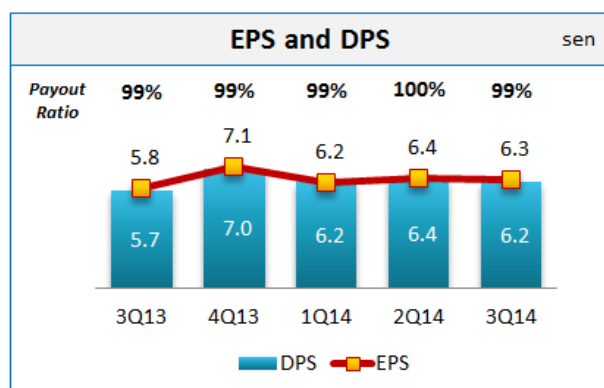 EPS and DPS sen
Payout Ratio 99% 99% 99% 100% 99%
5.8 7.1 6.2 6.4 6.3
5.7 7.0 6.2 6.4 6.2
3Q13 4Q13 1Q14 2Q14 3Q14
DPS EPS